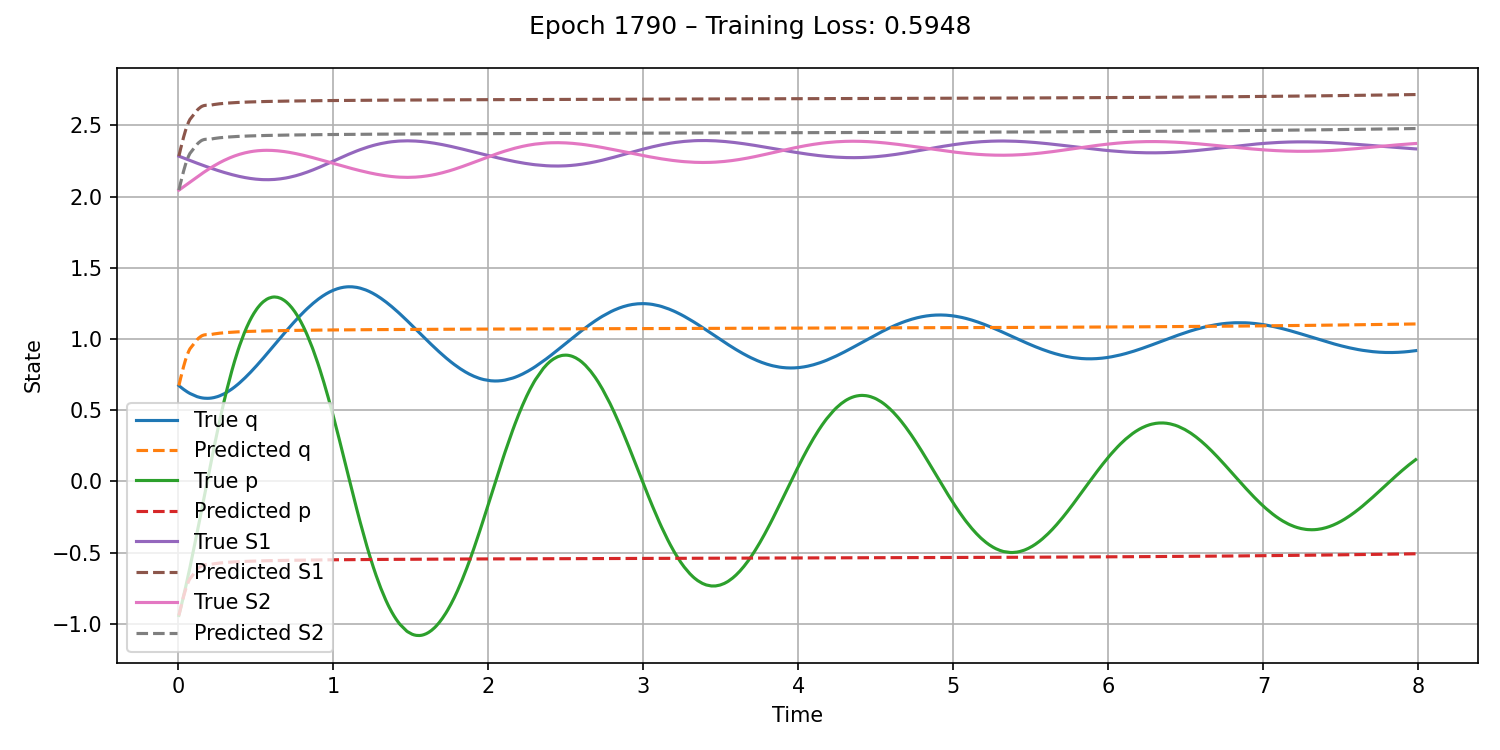 Epoch 1790 – Training Loss: 0.5948
2.5
2.0
1.5
1.0
0.5
0.0
−0.5
−1.0
State
True q
Predicted q
True p
Predicted p
True S1
Predicted S1
True S2
Predicted S2
0 1 2 3 4 5 6 7 8
Time